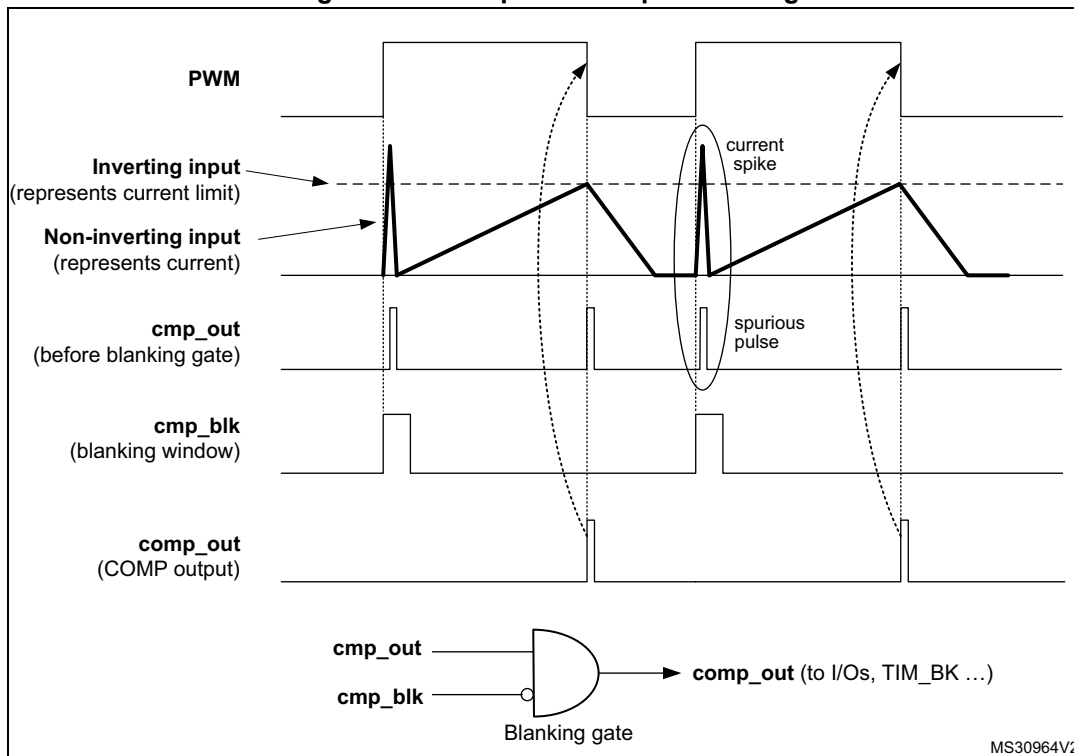 PWM
Inverting input
(represents current limit)
Non-inverting input
(represents current)
current
spike
cmp_out
(before blanking gate)
spurious
pulse
cmp_blk
(blanking window)
comp_out
(COMP output)
cmp_out
cmp_blk
comp_out (to I/Os, TIM_BK …)
Blanking gate
MS30964V2